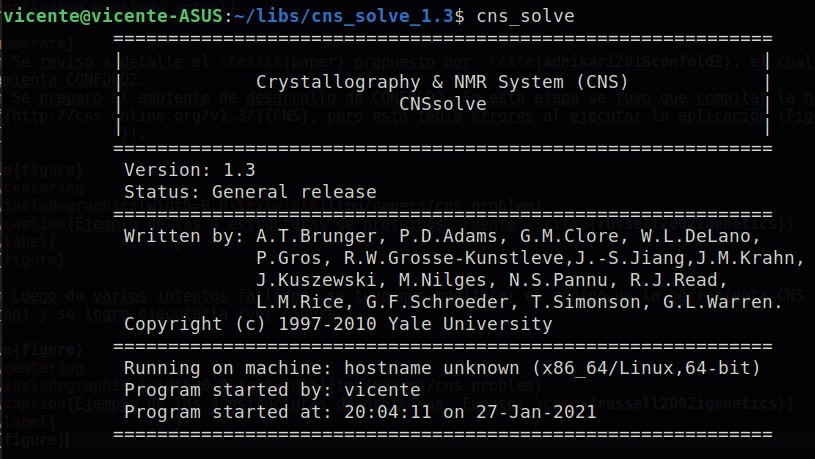 vicente@vicente-ASUS:~/libs/cns_solve_1.3$ cns_solve
============================================================
|                                                          |
|            Crystallography & NMR System (CNS)            |
|                         CNSsolve                         |
|                                                          |
============================================================
Version: 1.3
Status: General release
============================================================
Written by: A.T.Brunger, P.D.Adams, G.M.Clore, W.L.DeLano,
P.Gros, R.W.Grosse-Kunstleve,J.-S.Jiang,J.M.Krahn,
J.Kuszewski, M.Nilges, N.S.Pannu, R.J.Read,
L.M.Rice, G.F.Schroeder, T.Simonson, G.L.Warren.
Copyright (c) 1997-2010 Yale University
============================================================
Running on machine: hostname unknown (x86_64/Linux,64-bit)
Program started by: vicente
Program started at: 20:04:11 on 27-Jan-2021
============================================================